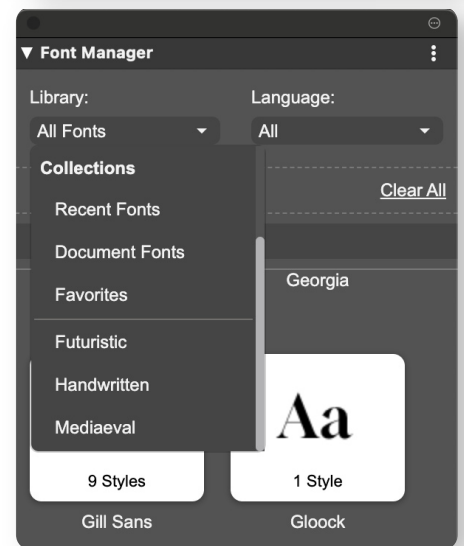 Font Manager
Library: Language:
All Fonts All
Collections
Recent Fonts
Clear All
Document Fonts
Favorites
Georgia
Futuristic
Handwritten
Mediaeval
Aa
9 Styles 1 Style
Gill Sans Gloock